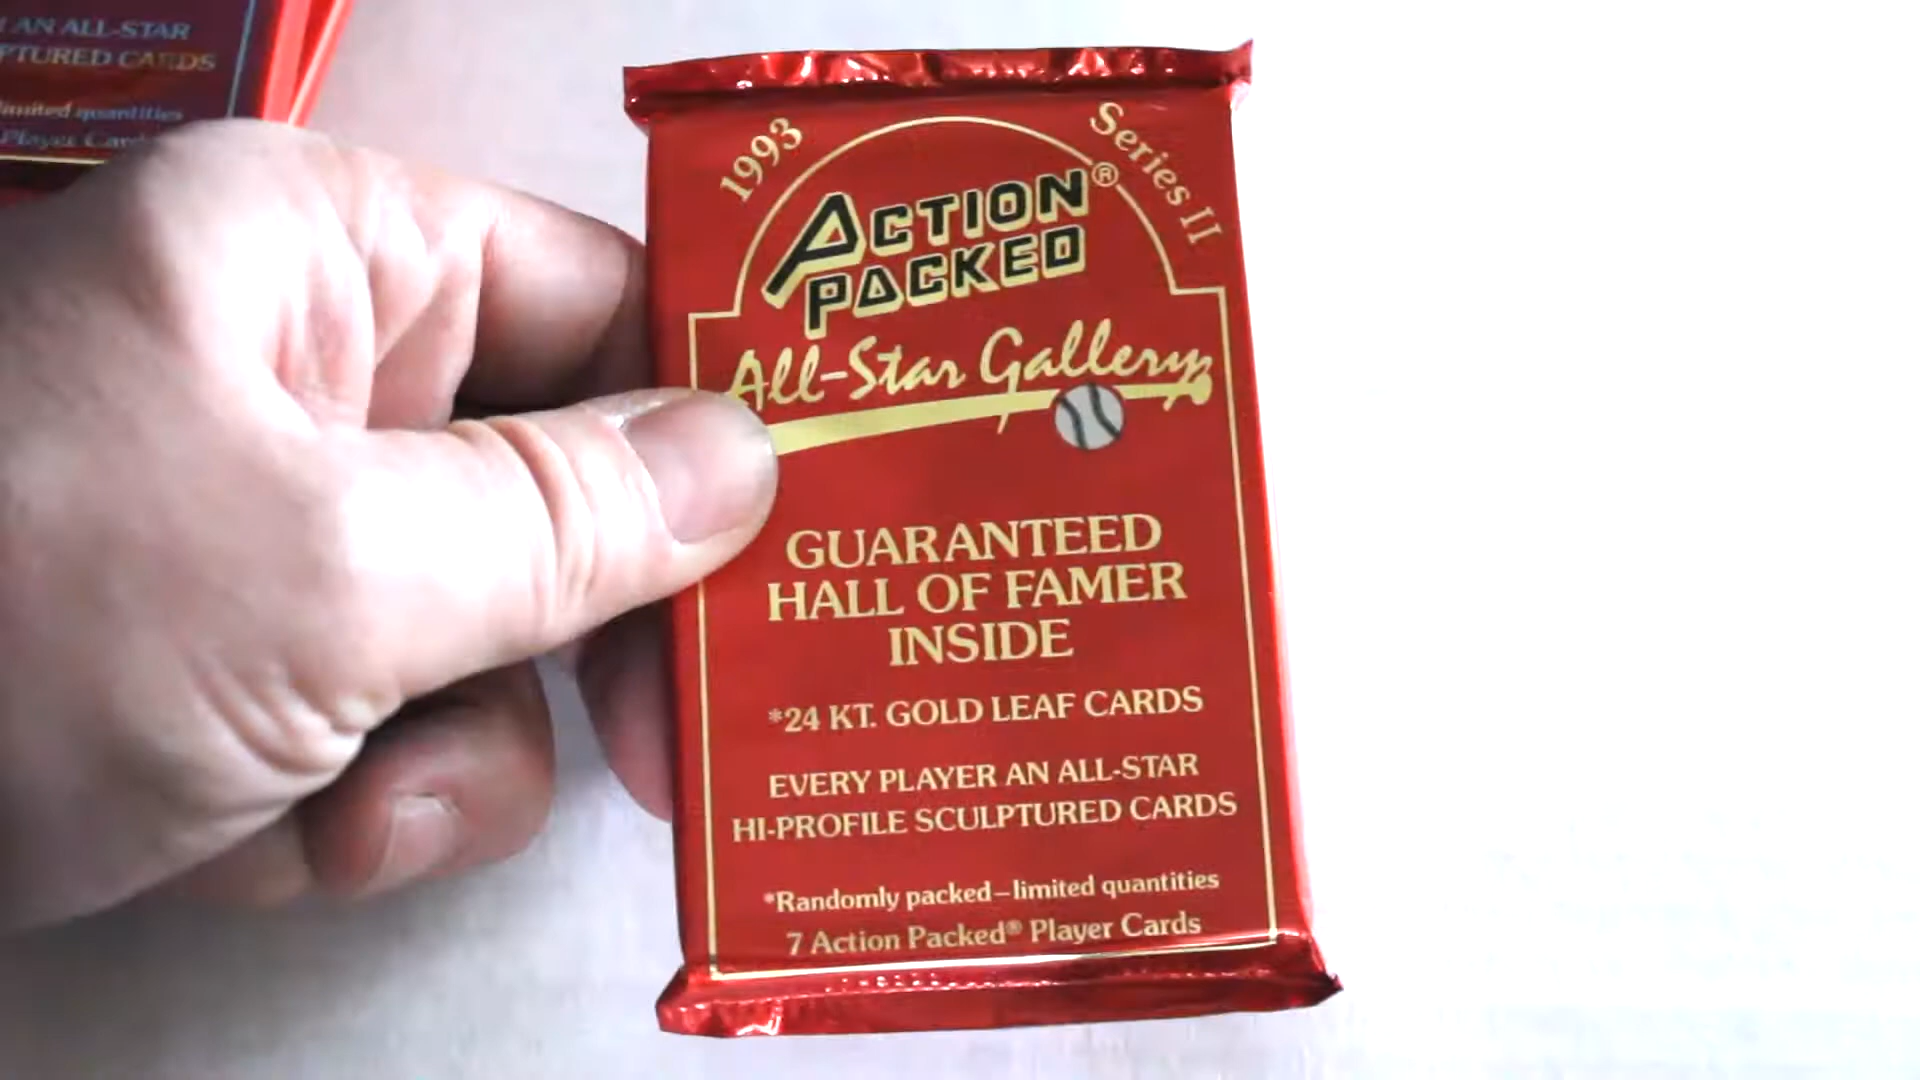 AN ALL-STAR
PTURED CARDS
limited quantities
Player Card
1993
Series II
ACTION®
PACKED
All-Star Gallery
GUARANTEED
HALL OF FAMER
INSIDE
*24 KT. GOLD LEAF CARDS
EVERY PLAYER AN ALL-STAR
HI-PROFILE SCULPTURED CARDS
*Randomly packed–limited quantities
7 Action Packed® Player Cards